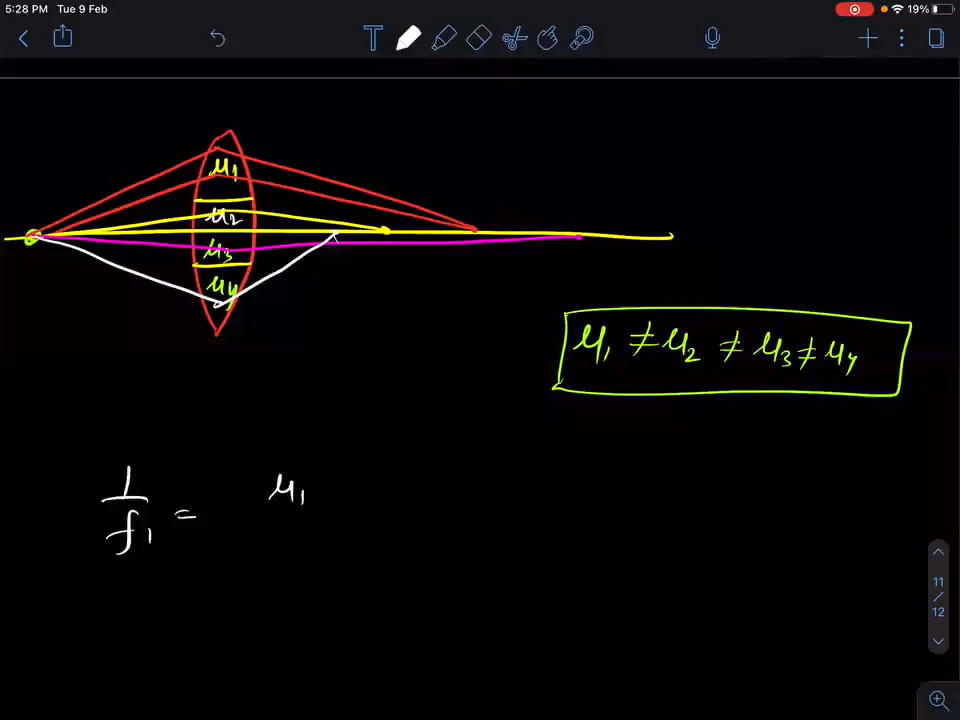 5:28 PM Tue 9 Feb
19%
T
μ1
μ2
μ3
μ4
μ1 ≠ μ2 ≠ μ3 ≠ μ4
1/f1 = μ1
11
/
12